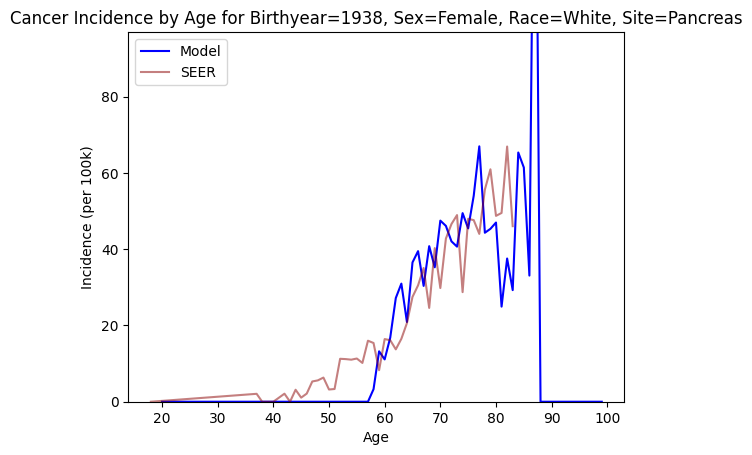 Cancer Incidence by Age for Birthyear=1938, Sex=Female, Race=White, Site=Pancreas
Model
SEER
80
60
40
20
0
Incidence (per 100k)
20 30 40 50 60 70 80 90 100
Age